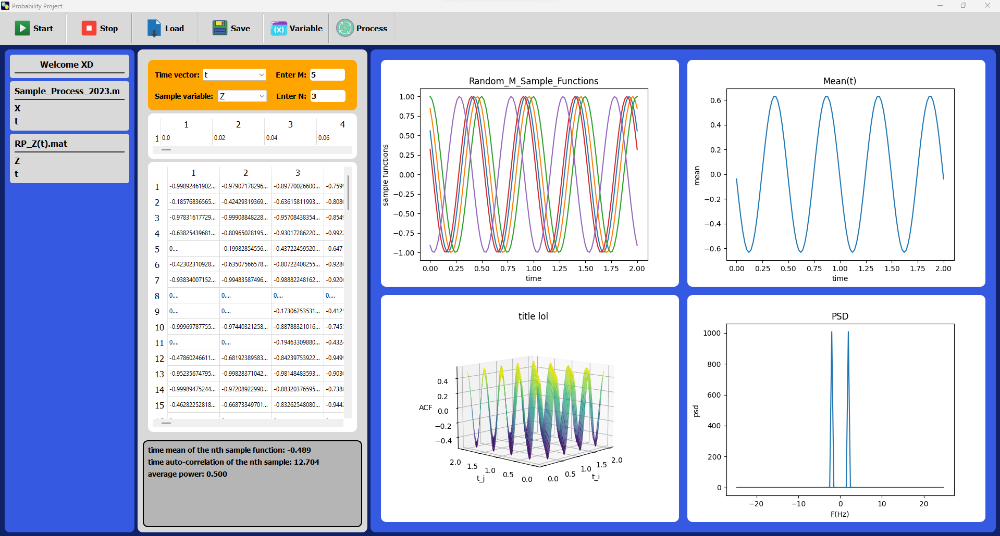 Probability Project
Start Stop Load Save Variable Process
Welcome XD
Sample_Process_2023.m
X
t
RP_Z(t).mat
Z
t
Time vector: t Enter M: 5
Sample variable: Z Enter N: 3
1 2 3 4
1 0.0 0.02 0.04 0.06
1 2 3
1 -0.99892461902... -0.97907178296... -0.89770026600... -0.759
2 -0.18576836565... -0.42429319369... -0.63615811993... -0.808
3 -0.97831617729... -0.99908848228... -0.95708438354... -0.854
4 -0.63825439681... -0.80965028195... -0.93017286220... -0.992
5 0.... -0.19982854556... -0.43722459520... -0.647
6 -0.42302310928... -0.63507566578... -0.80722408255... -0.928
7 -0.93834007152... -0.99483587496... -0.98882248162... -0.920
8 0.... 0.... 0.... 0....
9 0.... 0.... -0.17306253531... -0.412
10 -0.99969787755... -0.97440321258... -0.88788321016... -0.745
11 0.... 0.... -0.19463309880... -0.432
12 -0.47860246611... -0.68192389583... -0.84239753922... -0.949
13 -0.95235674795... -0.99828371042... -0.98148483593... -0.903
14 -0.99989475244... -0.97208922990... -0.88320376595... -0.738
15 -0.46282252818... -0.66873349701... -0.83262548080... -0.944
time mean of the nth sample function: -0.489
time auto-correlation of the nth sample: 12.704
average power: 0.500
Random_M_Sample_Functions
1.00
0.75
0.50
0.25
0.00
−0.25
−0.50
−0.75
−1.00
sample functions
0.00 0.25 0.50 0.75 1.00 1.25 1.50 1.75 2.00
time
Mean(t)
0.6
0.4
0.2
0.0
−0.2
−0.4
−0.6
mean
0.00 0.25 0.50 0.75 1.00 1.25 1.50 1.75 2.00
time
title lol
0.4
0.2
0.0
−0.2
−0.4
ACF
2.0 1.5 1.0 0.5 0.0
t_j
0.0 0.5 1.0 1.5 2.0
t_i
PSD
1000
800
600
400
200
0
psd
−20 −10 0 10 20
F(Hz)